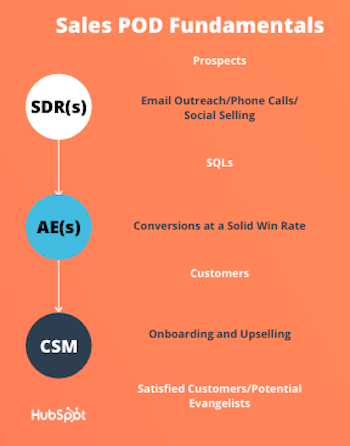 Sales POD Fundamentals
Prospects
SDR(s)
Email Outreach/Phone Calls/
Social Selling
SQLs
AE(s)
Conversions at a Solid Win Rate
Customers
CSM
Onboarding and Upselling
Satisfied Customers/Potential
Evangelists
HubSpot